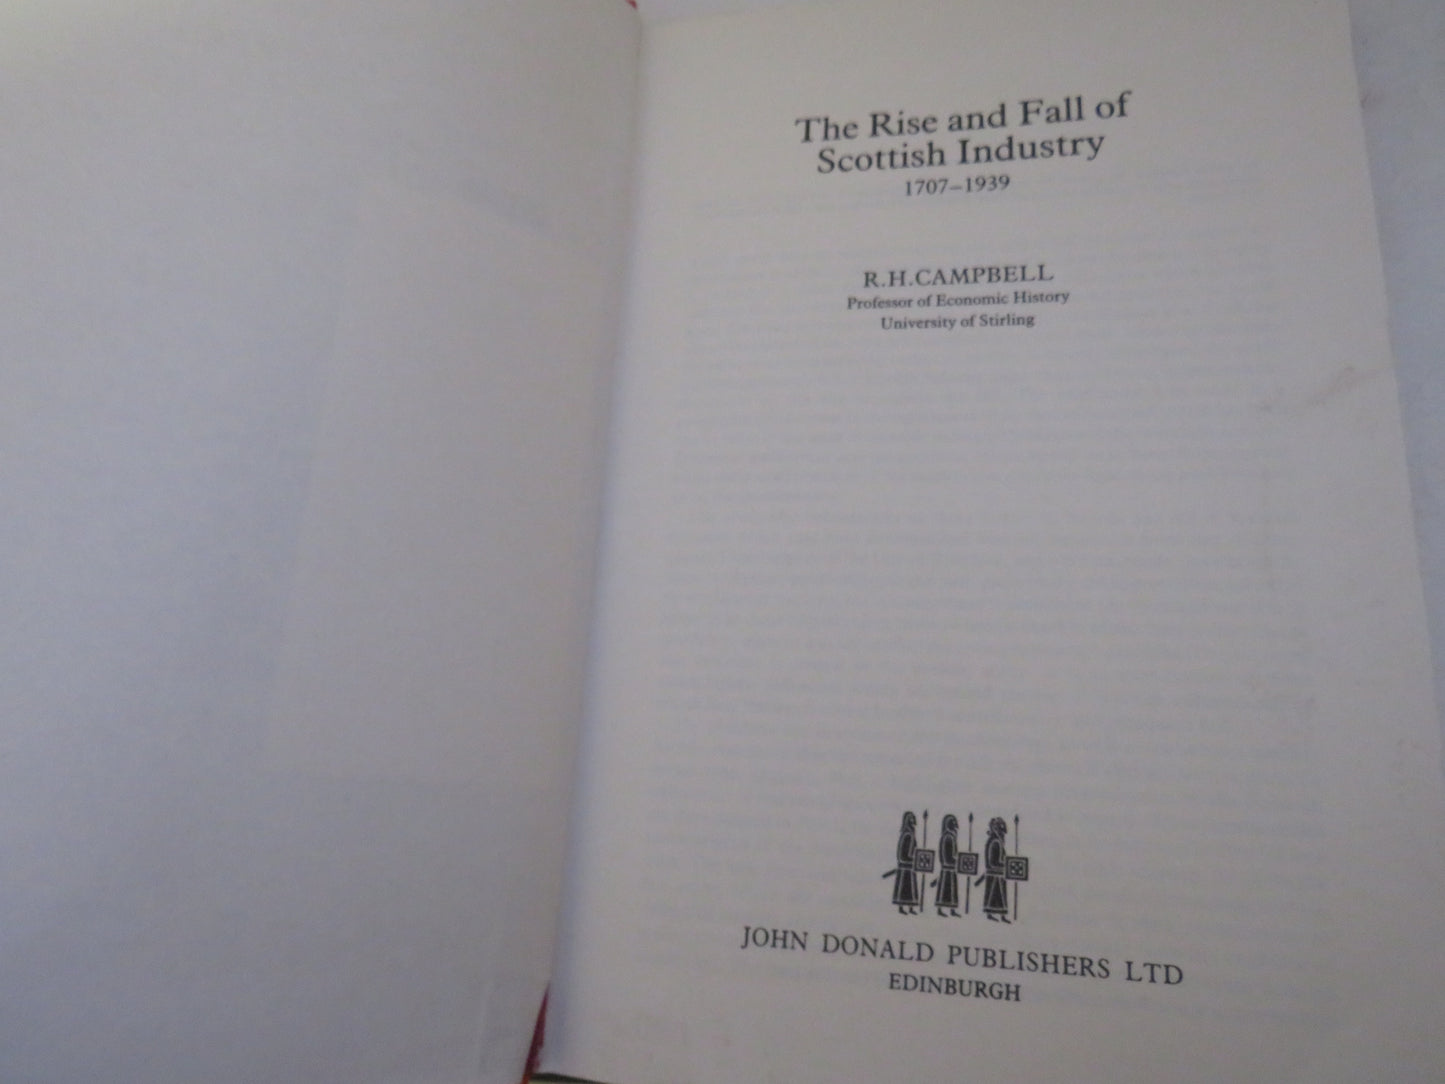 The Rise and Fall of
Scottish Industry
1707–1939
R.H.CAMPBELL
Professor of Economic History
University of Stirling
JOHN DONALD PUBLISHERS LTD
EDINBURGH